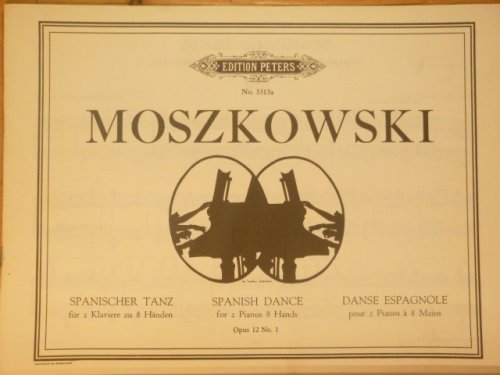 EDITION PETERS
No. 3313a
MOSZKOWSKI
SPANISCHER TANZ
für 2 Klaviere zu 8 Händen
SPANISH DANCE
for 2 Pianos 8 Hands
Opus 12 No. 1
DANSE ESPAGNOLE
pour 2 Pianos à 8 Mains